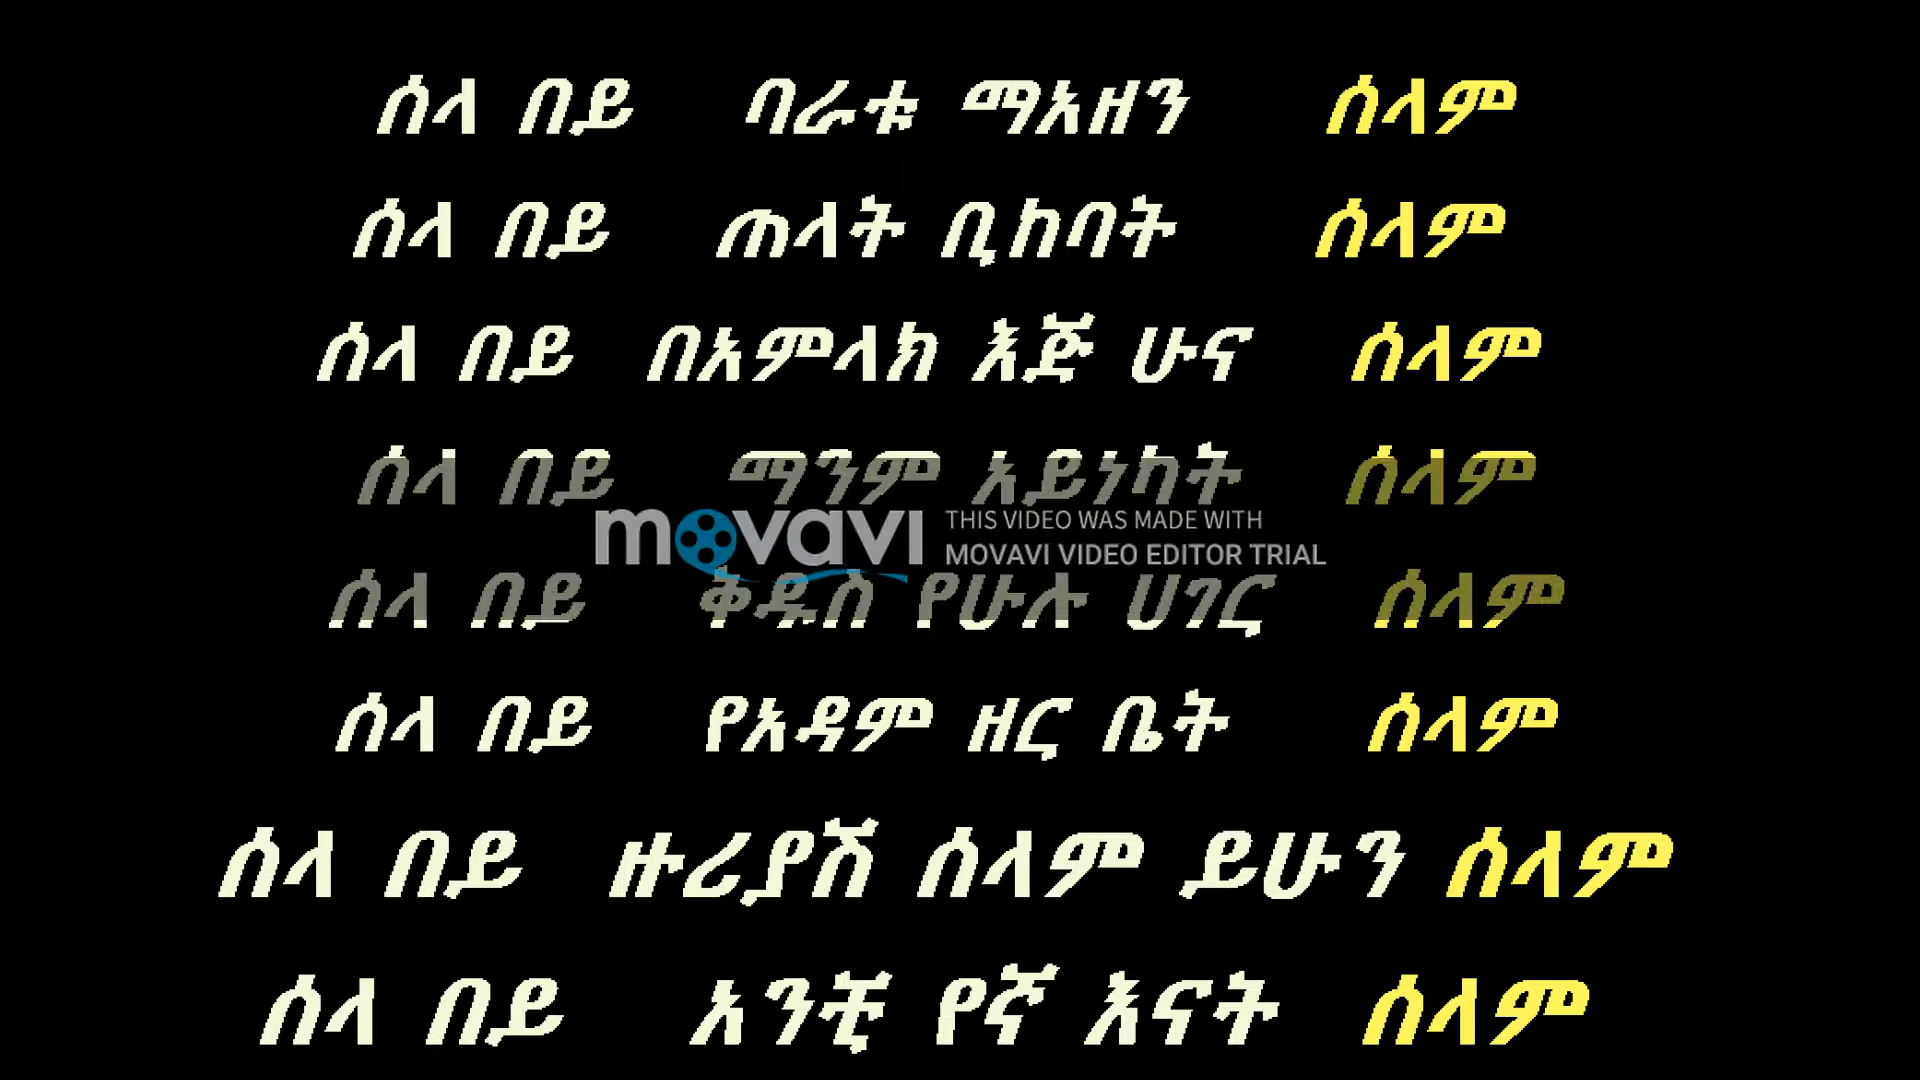 ሰላ በይ ባራቱ ማእዘን ሰላም
ሰላ በይ ጠላት ቢከባት ሰላም
ሰላ በይ በአምላክ እጅ ሁና ሰላም
ሰላ በይ ማንም አይነካት ሰላም
movavi THIS VIDEO WAS MADE WITH
MOVAVI VIDEO EDITOR TRIAL
ሰላ በይ ቅዱስ የሁሉ ሀገር ሰላም
ሰላ በይ የአዳም ዘር ቤት ሰላም
ሰላ በይ ዙሪያሽ ሰላም ይሁን ሰላም
ሰላ በይ አንቺ የኛ እናት ሰላም